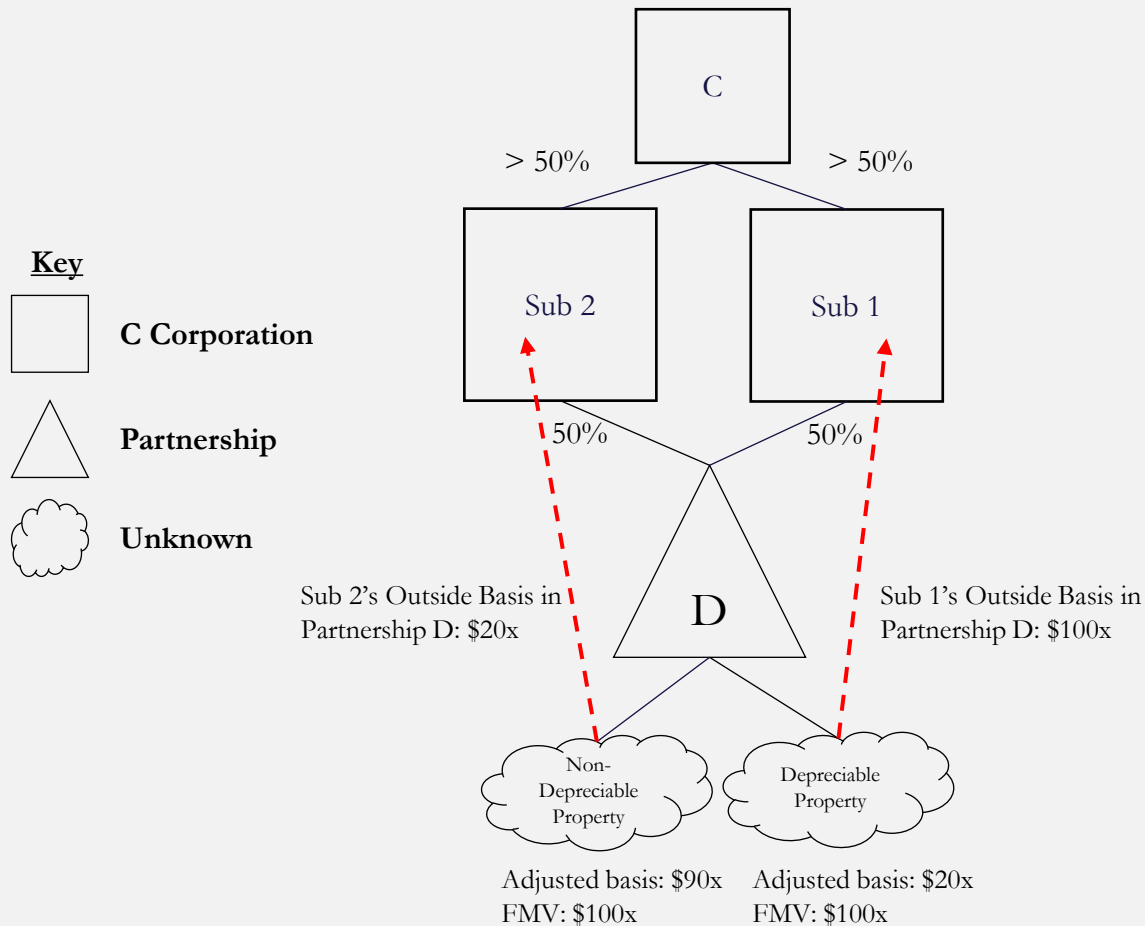 C
> 50%
> 50%
Key
C Corporation
Partnership
Unknown
Sub 2
Sub 1
50%
50%
Sub 2’s Outside Basis in
Partnership D: $20x
D
Sub 1’s Outside Basis in
Partnership D: $100x
Non-
Depreciable
Property
Depreciable
Property
Adjusted basis: $90x
FMV: $100x
Adjusted basis: $20x
FMV: $100x